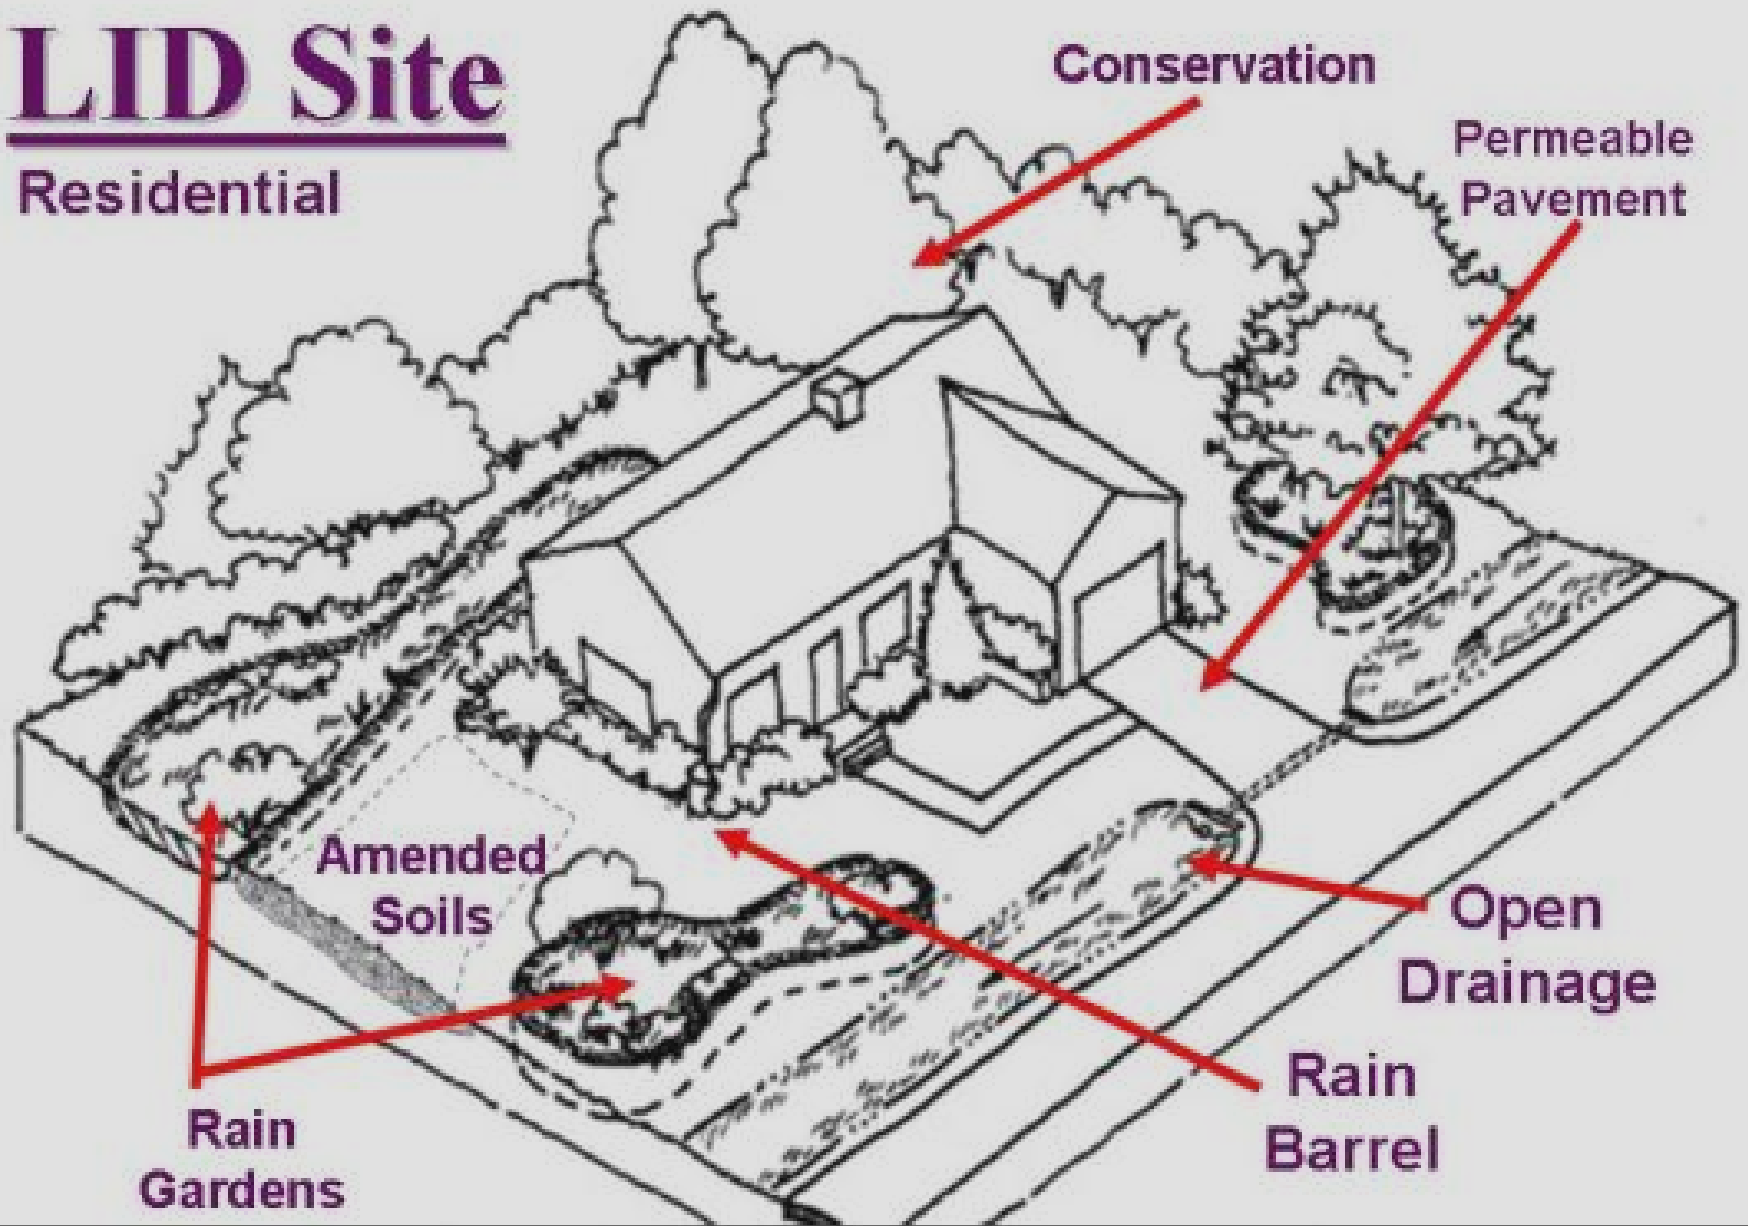 LID Site
Residential
Conservation
Permeable
Pavement
Amended
Soils
Open
Drainage
Rain
Barrel
Rain
Gardens